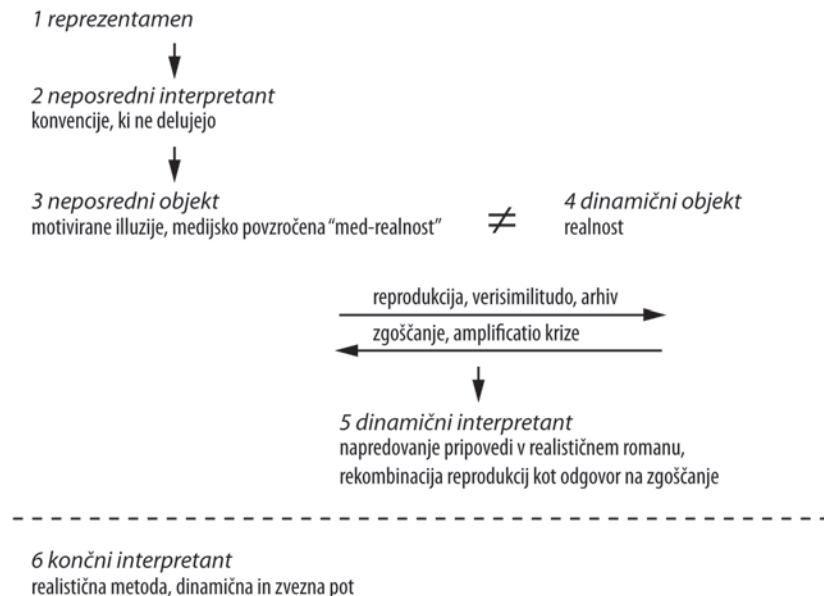 1 reprezentamen
2 neposredni interpretant
konvencije, ki ne delujejo
3 neposredni objekt
motivirane illuzije, medijsko povzročena “med-realnost”
≠
4 dinamični objekt
realnost
reprodukcija, verisimilitudo, arhiv
zgoščanje, amplificatio krize
5 dinamični interpretant
napredovanje pripovedi v realističnem romanu,
rekombinacija reprodukcij kot odgovor na zgoščanje
6 končni interpretant
realistična metoda, dinamična in zvezna pot